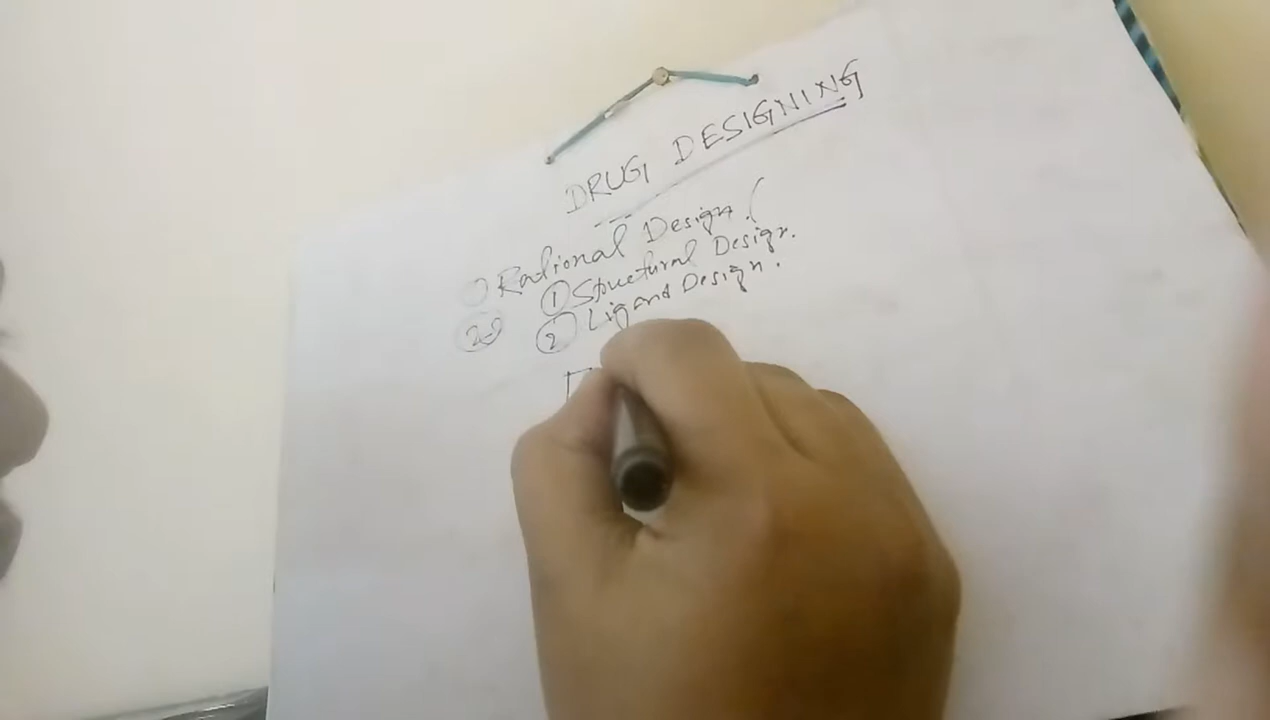 DRUG DESIGNING
Rational Design. (
① Structural Design.
② Ligand Design.